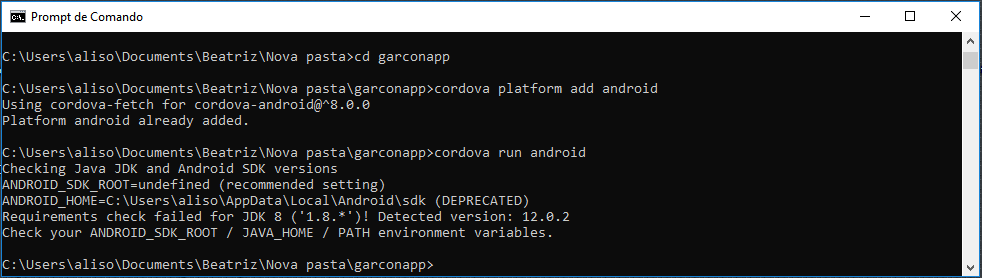 Prompt de Comando
C:\Users\aliso\Documents\Beatriz\Nova pasta>cd garconapp
C:\Users\aliso\Documents\Beatriz\Nova pasta\garconapp>cordova platform add android
Using cordova-fetch for cordova-android@^8.0.0
Platform android already added.
C:\Users\aliso\Documents\Beatriz\Nova pasta\garconapp>cordova run android
Checking Java JDK and Android SDK versions
ANDROID_SDK_ROOT=undefined (recommended setting)
ANDROID_HOME=C:\Users\aliso\AppData\Local\Android\sdk (DEPRECATED)
Requirements check failed for JDK 8 ('1.8.*')! Detected version: 12.0.2
Check your ANDROID_SDK_ROOT / JAVA_HOME / PATH environment variables.
C:\Users\aliso\Documents\Beatriz\Nova pasta\garconapp>